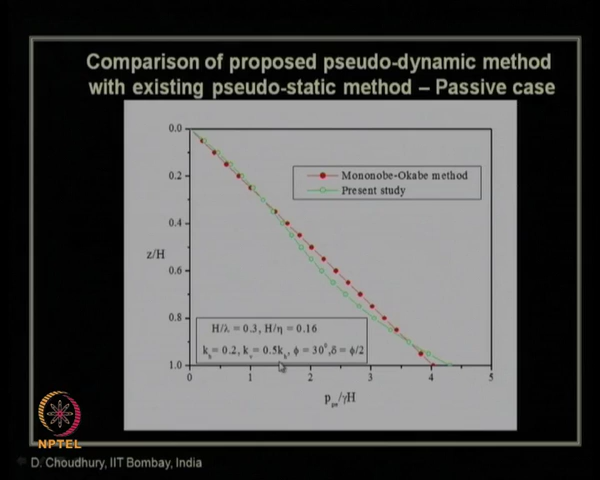 Comparison of proposed pseudo-dynamic method
with existing pseudo-static method – Passive case
0.0
Mononobe-Okabe method
Present study
0.2
0.4
z/H
0.6
0.8
H/λ = 0.3, H/η = 0.16
kh = 0.2, kv = 0.5kh, ϕ = 30⁰, δ = ϕ/2
1.0
0 1 2 3 4 5
ppe/γH
NPTEL
D. Choudhury, IIT Bombay, India